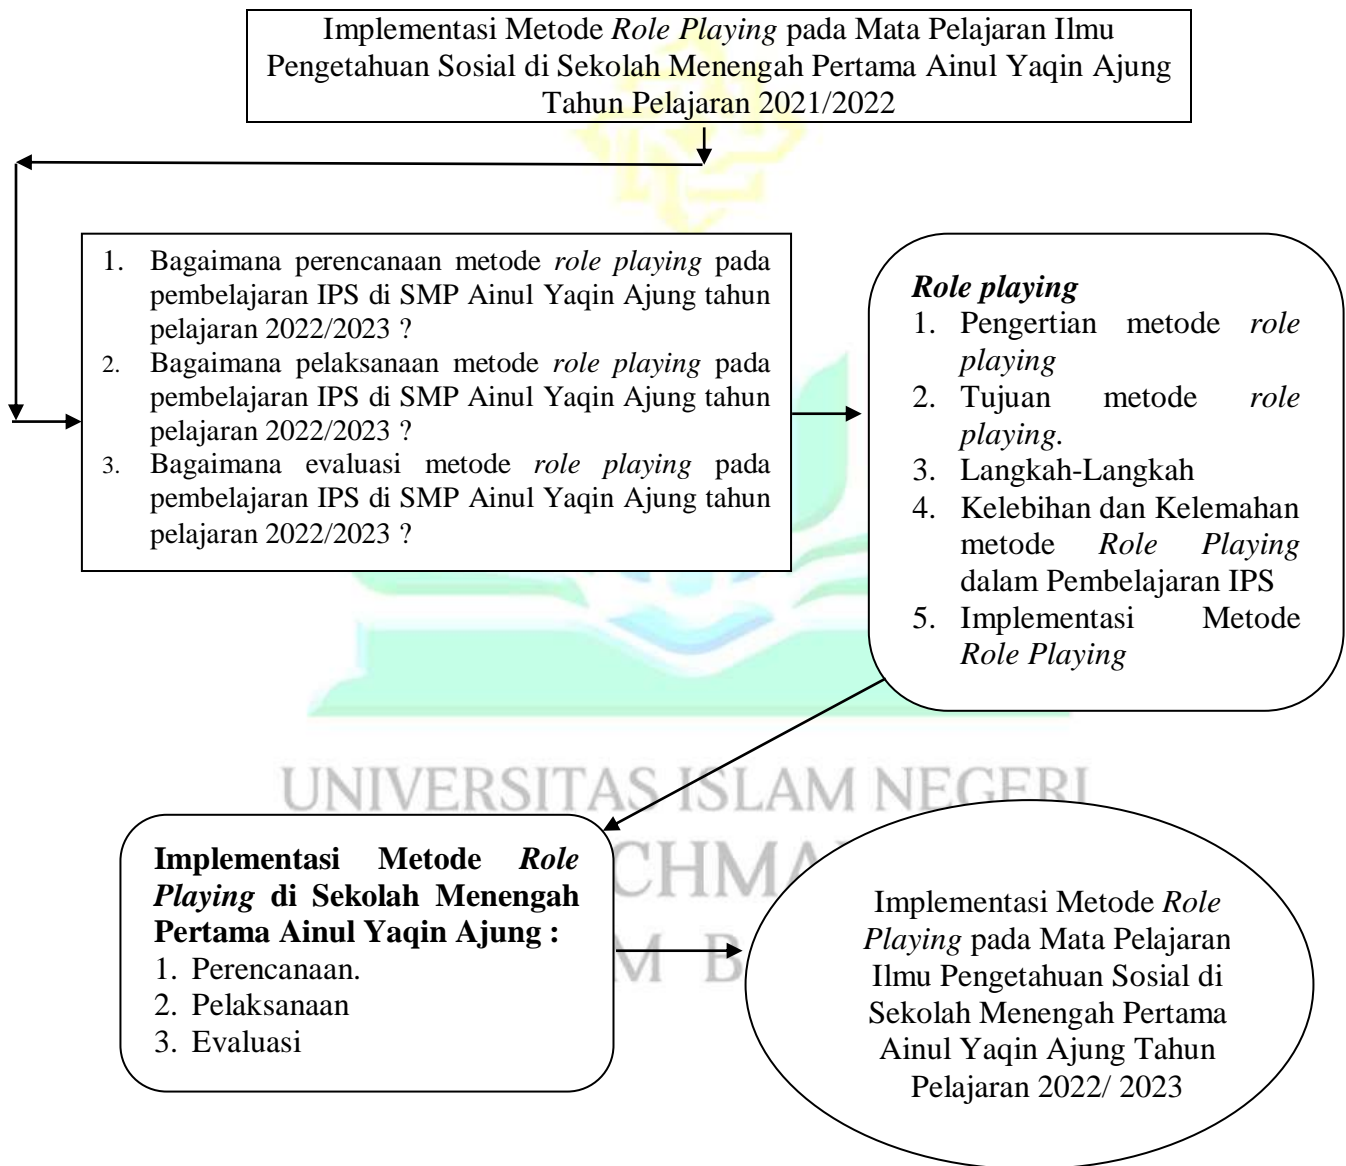 Implementasi Metode Role Playing pada Mata Pelajaran Ilmu
Pengetahuan Sosial di Sekolah Menengah Pertama Ainul Yaqin Ajung
Tahun Pelajaran 2021/2022
1. Bagaimana perencanaan metode role playing pada
pembelajaran IPS di SMP Ainul Yaqin Ajung tahun
pelajaran 2022/2023 ?
2. Bagaimana pelaksanaan metode role playing pada
pembelajaran IPS di SMP Ainul Yaqin Ajung tahun
pelajaran 2022/2023 ?
3. Bagaimana evaluasi metode role playing pada
pembelajaran IPS di SMP Ainul Yaqin Ajung tahun
pelajaran 2022/2023 ?
Role playing
1. Pengertian metode role
playing
2. Tujuan metode role
playing.
3. Langkah-Langkah
4. Kelebihan dan Kelemahan
metode Role Playing
dalam Pembelajaran IPS
5. Implementasi Metode
Role Playing
UNIVERSITAS ISLAM NEGERI
Implementasi Metode Role
Playing di Sekolah Menengah
Pertama Ainul Yaqin Ajung :
1. Perencanaan.
2. Pelaksanaan
3. Evaluasi
Implementasi Metode Role
Playing pada Mata Pelajaran
Ilmu Pengetahuan Sosial di
Sekolah Menengah Pertama
Ainul Yaqin Ajung Tahun
Pelajaran 2022/ 2023